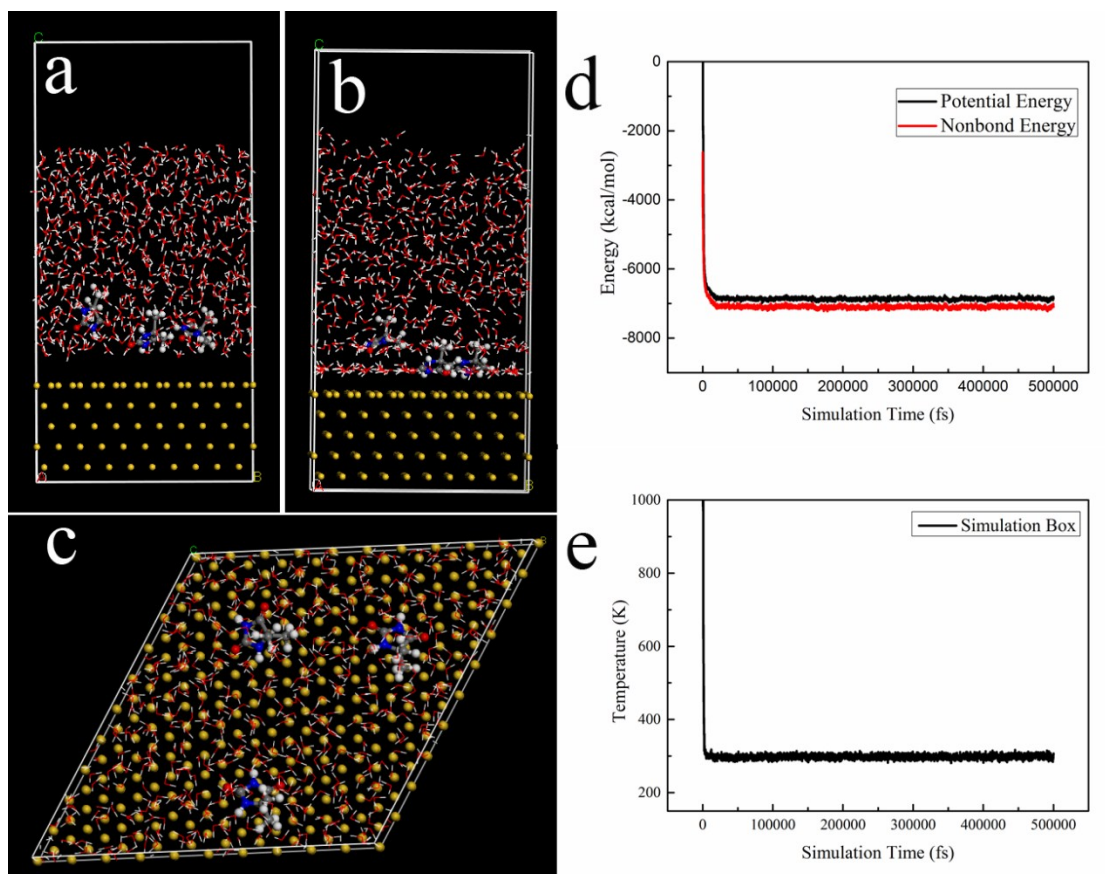 a
C
A
B
b
C
A
B
c
C
B
d
Potential Energy
Nonbond Energy
0
-2000
-4000
-6000
-8000
Energy (kcal/mol)
0 100000 200000 300000 400000 500000
Simulation Time (fs)
e
Simulation Box
1000
800
600
400
200
Temperature (K)
0 100000 200000 300000 400000 500000
Simulation Time (fs)